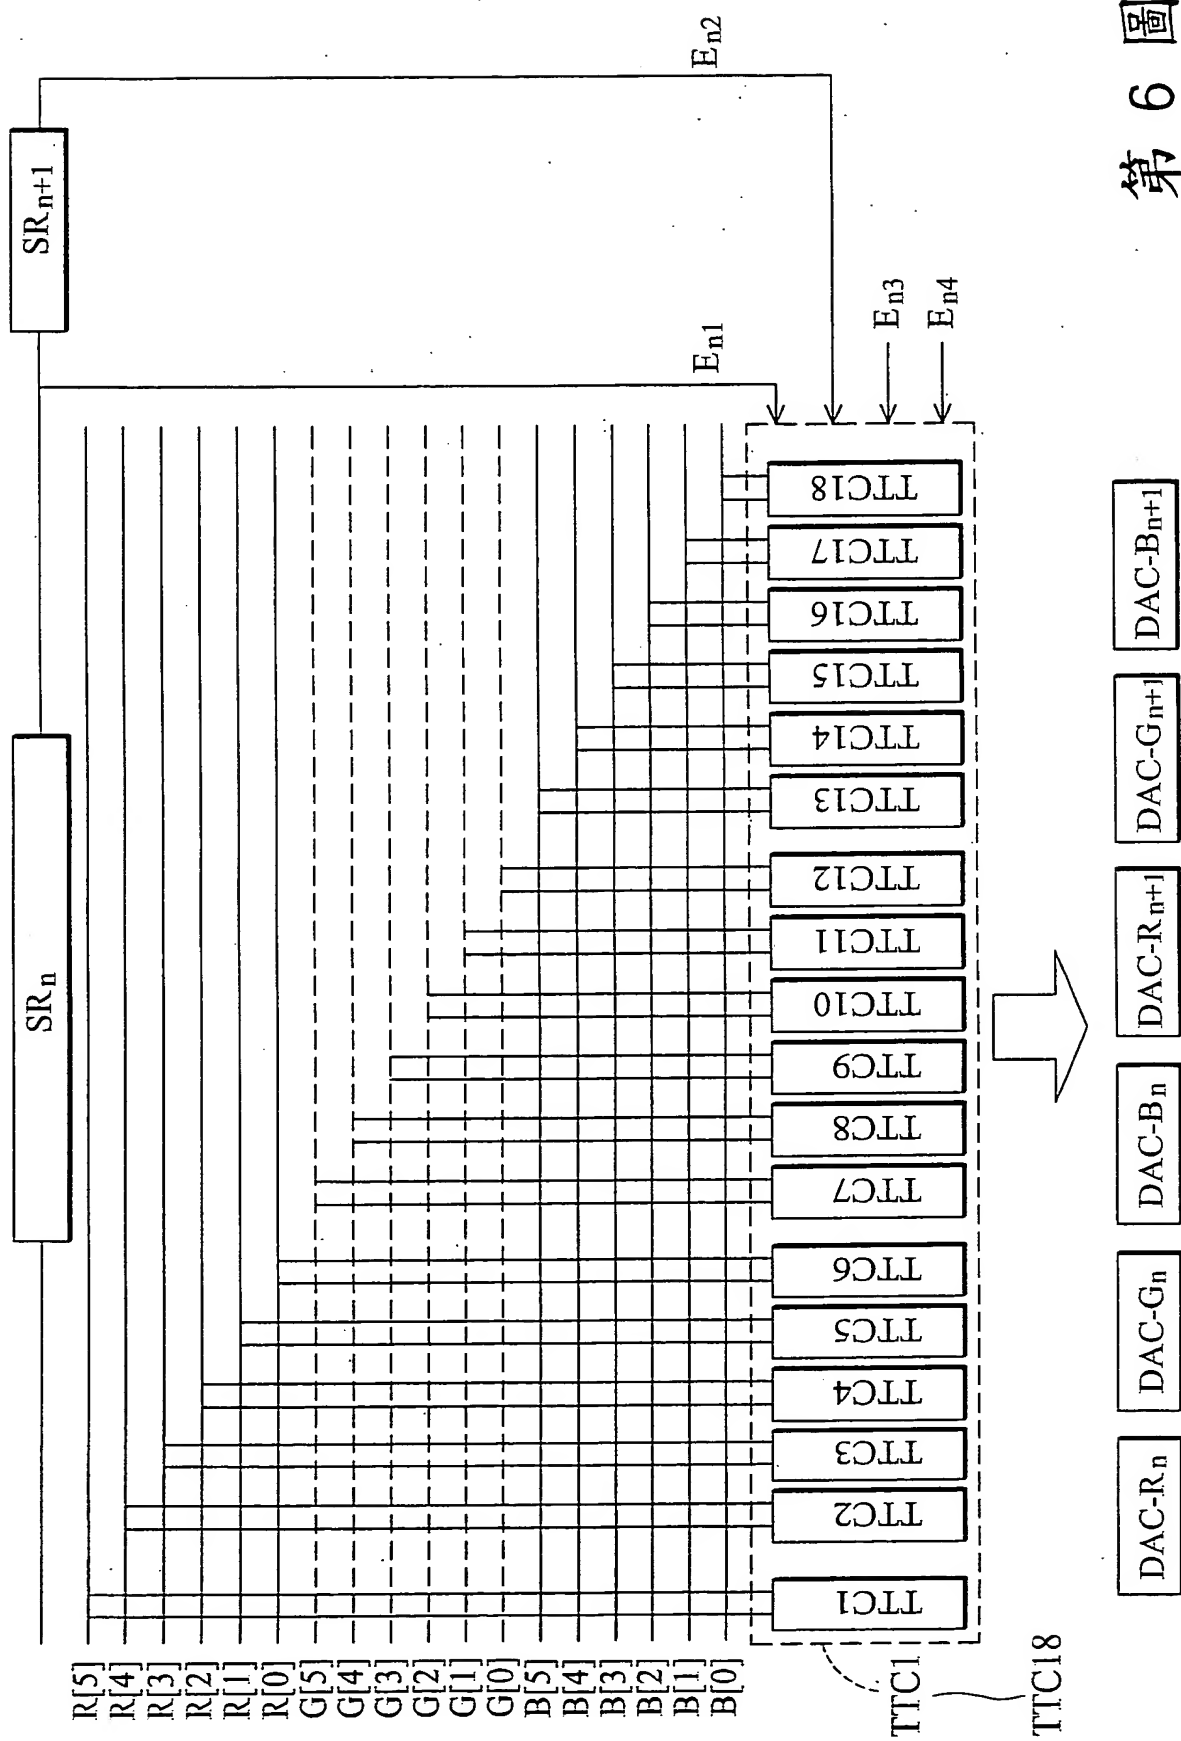 SRn
SRn+1
R[5]
R[4]
R[3]
R[2]
R[1]
R[0]
G[5]
G[4]
G[3]
G[2]
G[1]
G[0]
B[5]
B[4]
B[3]
B[2]
B[1]
B[0]
En1
En2
En3
En4
TTC1
TTC2
TTC3
TTC4
TTC5
TTC6
TTC7
TTC8
TTC9
TTC10
TTC11
TTC12
TTC13
TTC14
TTC15
TTC16
TTC17
TTC18
TTC1
TTC18
DAC-Rn
DAC-Gn
DAC-Bn
DAC-Rn+1
DAC-Gn+1
DAC-Bn+1
第 6 圖